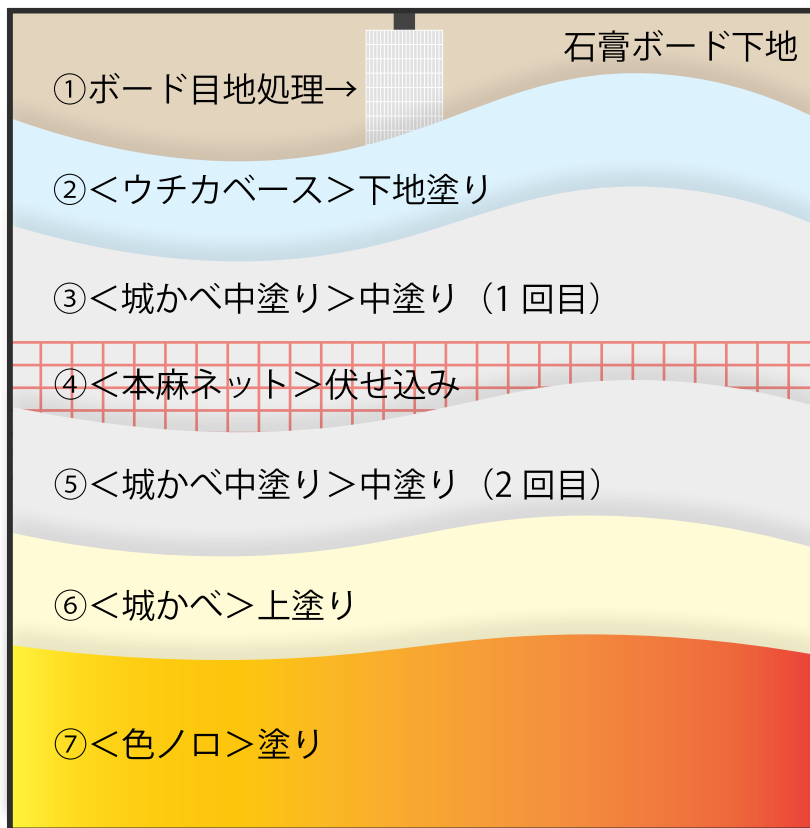 石膏ボード下地
①ボード目地処理→
②＜ウチカベース＞下地塗り
③＜城かべ中塗り＞中塗り（1 回目）
④＜本麻ネット＞伏せ込み
⑤＜城かべ中塗り＞中塗り（2 回目）
⑥＜城かべ＞上塗り
⑦＜色ノロ＞塗り